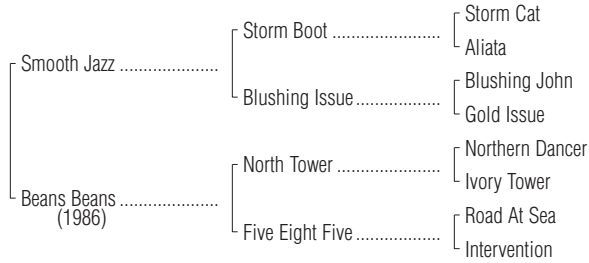 Storm Cat
Storm Boot ......................
Aliata
Smooth Jazz .....................
Blushing John
Blushing Issue ..................
Gold Issue
Northern Dancer
North Tower ......................
Ivory Tower
Beans Beans .....................
(1986)
Road At Sea
Five Eight Five ..................
Intervention